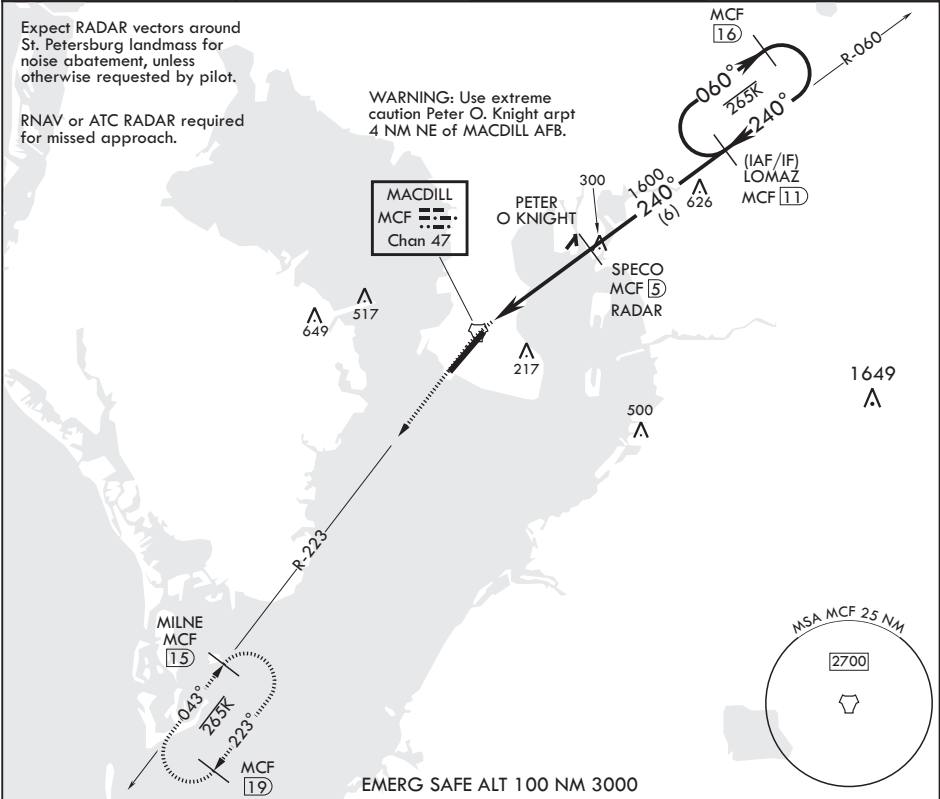 Expect RADAR vectors around
St. Petersburg landmass for
noise abatement, unless
otherwise requested by pilot.
RNAV or ATC RADAR required
for missed approach.
WARNING: Use extreme
caution Peter O. Knight arpt
4 NM NE of MACDILL AFB.
MCF
16
R-060
060°
265K
240°
(IAF/IF)
LOMAZ
MCF 11
1600
240°
(6)
626
300
PETER
O KNIGHT
SPECO
MCF 5
RADAR
MACDILL
MCF
Chan 47
649
517
217
500
1649
R-223
MILNE
MCF
15
043°
265K
223°
MCF
19
MSA MCF 25 NM
2700
EMERG SAFE ALT 100 NM 3000